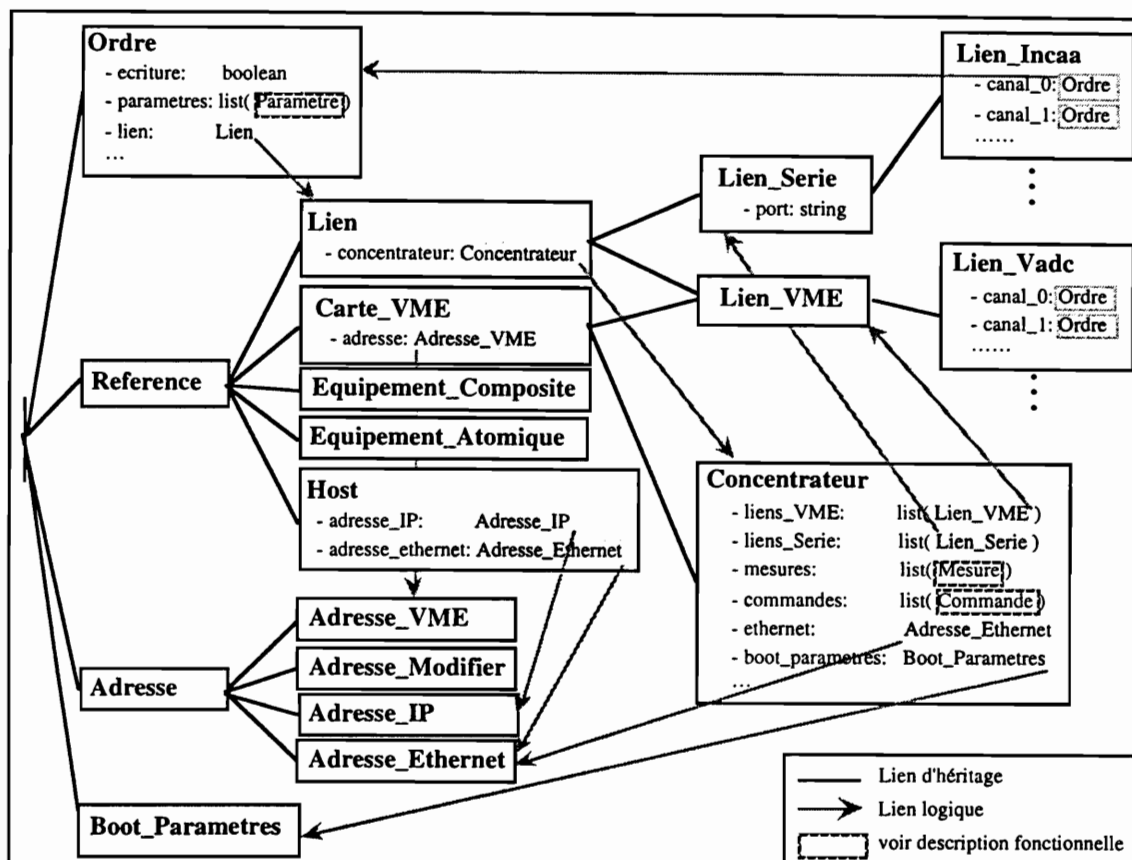 Ordre
- ecriture: boolean
- parametres: list( Parametre )
- lien: Lien
...
Lien_Incaa
- canal_0: Ordre
- canal_1: Ordre
......
Lien_Serie
- port: string
Lien
- concentrateur: Concentrateur
Lien_Vadc
- canal_0: Ordre
- canal_1: Ordre
......
Lien_VME
Carte_VME
- adresse: Adresse_VME
Reference
Equipement_Composite
Equipement_Atomique
Host
- adresse_IP: Adresse_IP
- adresse_ethernet: Adresse_Ethernet
Concentrateur
- liens_VME: list( Lien_VME )
- liens_Serie: list( Lien_Serie )
- mesures: list( Mesure )
- commandes: list( Commande )
- ethernet: Adresse_Ethernet
- boot_parametres: Boot_Parametres
...
Adresse
Adresse_VME
Adresse_Modifier
Adresse_IP
Adresse_Ethernet
Boot_Parametres
Lien d'héritage
Lien logique
voir description fonctionnelle